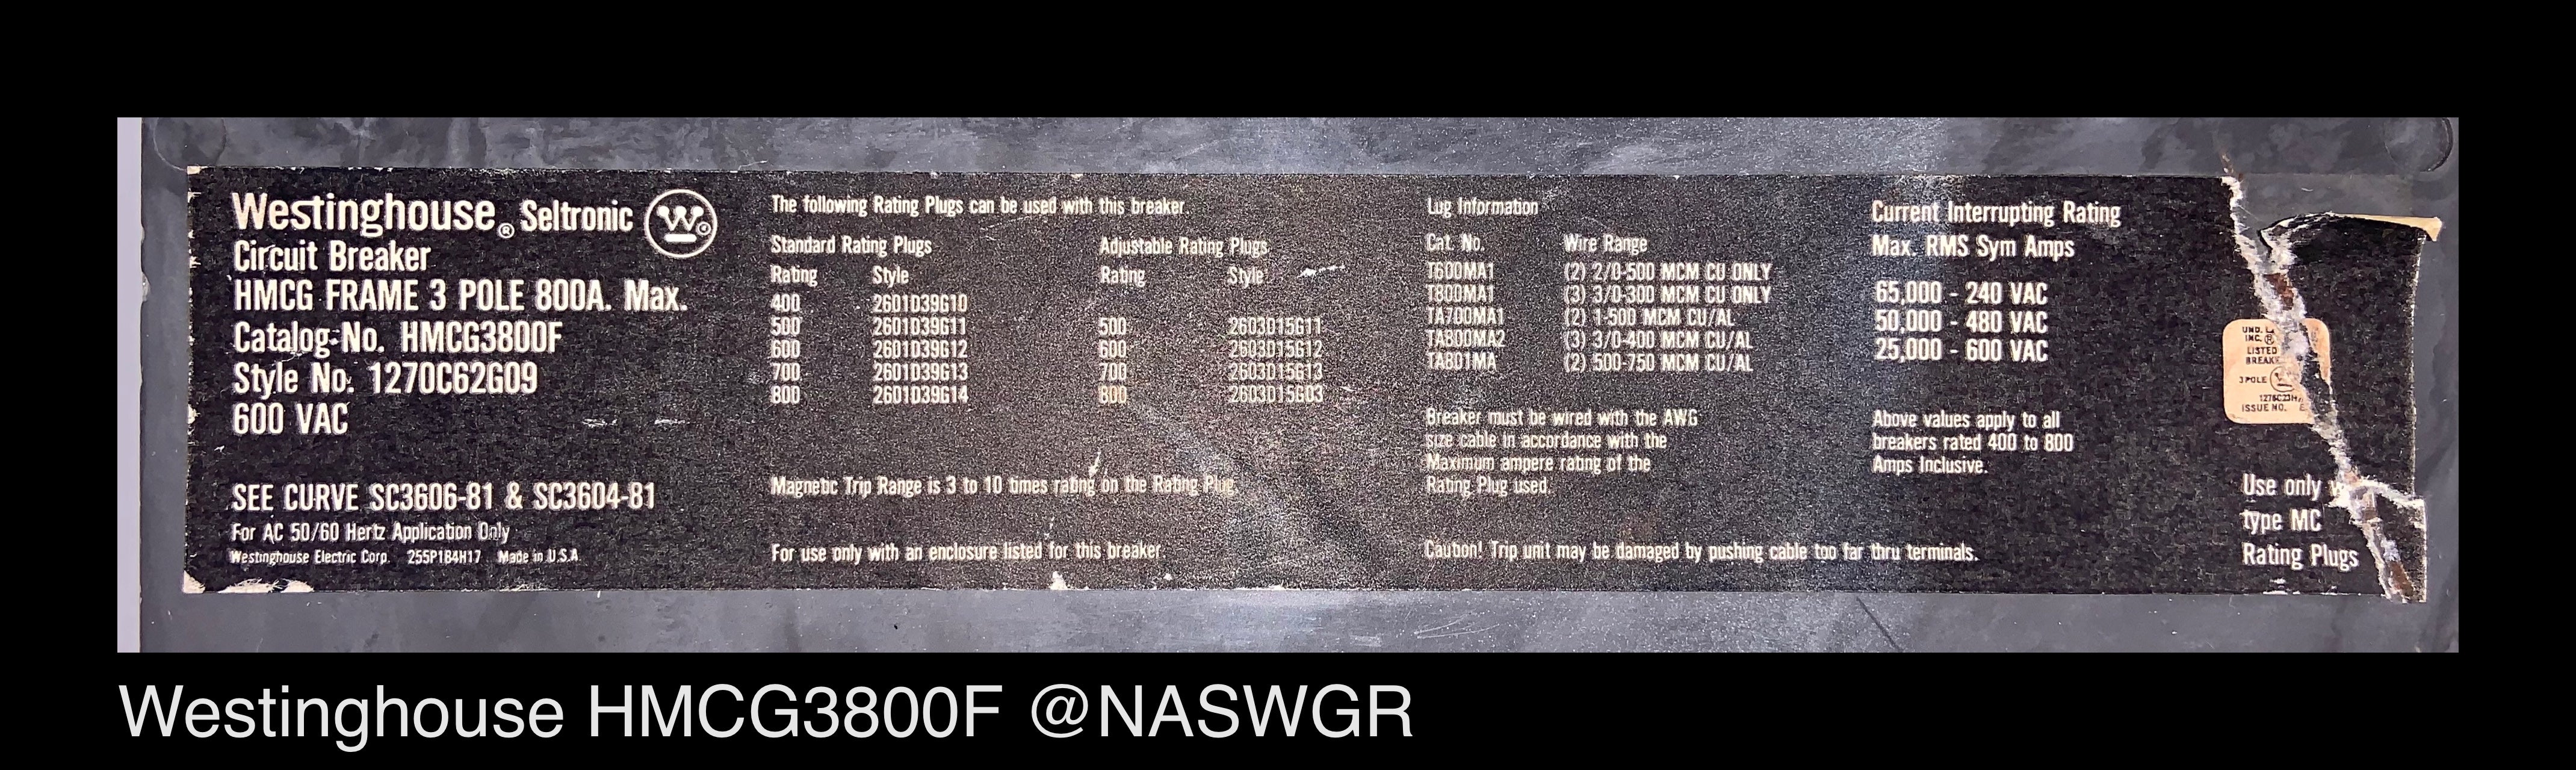 Westinghouse® Seltronic W®
Circuit Breaker
HMCG FRAME 3 POLE 800A. Max.
Catalog No. HMCG3800F
Style No. 1270C62G09
600 VAC
SEE CURVE SC3606-81 & SC3604-81
For AC 50/60 Hertz Application Only
Westinghouse Electric Corp. 255P184H17 Made in U.S.A.
The following Rating Plugs can be used with this breaker.
Standard Rating Plugs Adjustable Rating Plugs
Rating Style Rating Style
400 2601D39G10
500 2601D39G11 500 2603D15G11
600 2601D39G12 600 2603D15G12
700 2601D39G13 700 2603D15G13
800 2601D39G14 800 2603D15G03
Magnetic Trip Range is 3 to 10 times rating on the Rating Plug.
For use only with an enclosure listed for this breaker.
Lug Information
Cat. No. Wire Range
T600MA1 (2) 2/0-500 MCM CU ONLY
T800MA1 (3) 3/0-300 MCM CU ONLY
TA700MA1 (2) 1-500 MCM CU/AL
TA800MA2 (3) 3/0-400 MCM CU/AL
TA801MA (2) 500-750 MCM CU/AL
Breaker must be wired with the AWG
size cable in accordance with the
Maximum ampere rating of the
Rating Plug used.
Caution! Trip unit may be damaged by pushing cable too far thru terminals.
Current Interrupting Rating
Max. RMS Sym Amps
65,000 - 240 VAC
50,000 - 480 VAC
25,000 - 600 VAC
Above values apply to all
breakers rated 400 to 800
Amps Inclusive.
UND.
INC. ®
LISTED
3 POLE
ISSUE NO.
Use only
type MC
Rating Plugs
Westinghouse HMCG3800F @NASWGR